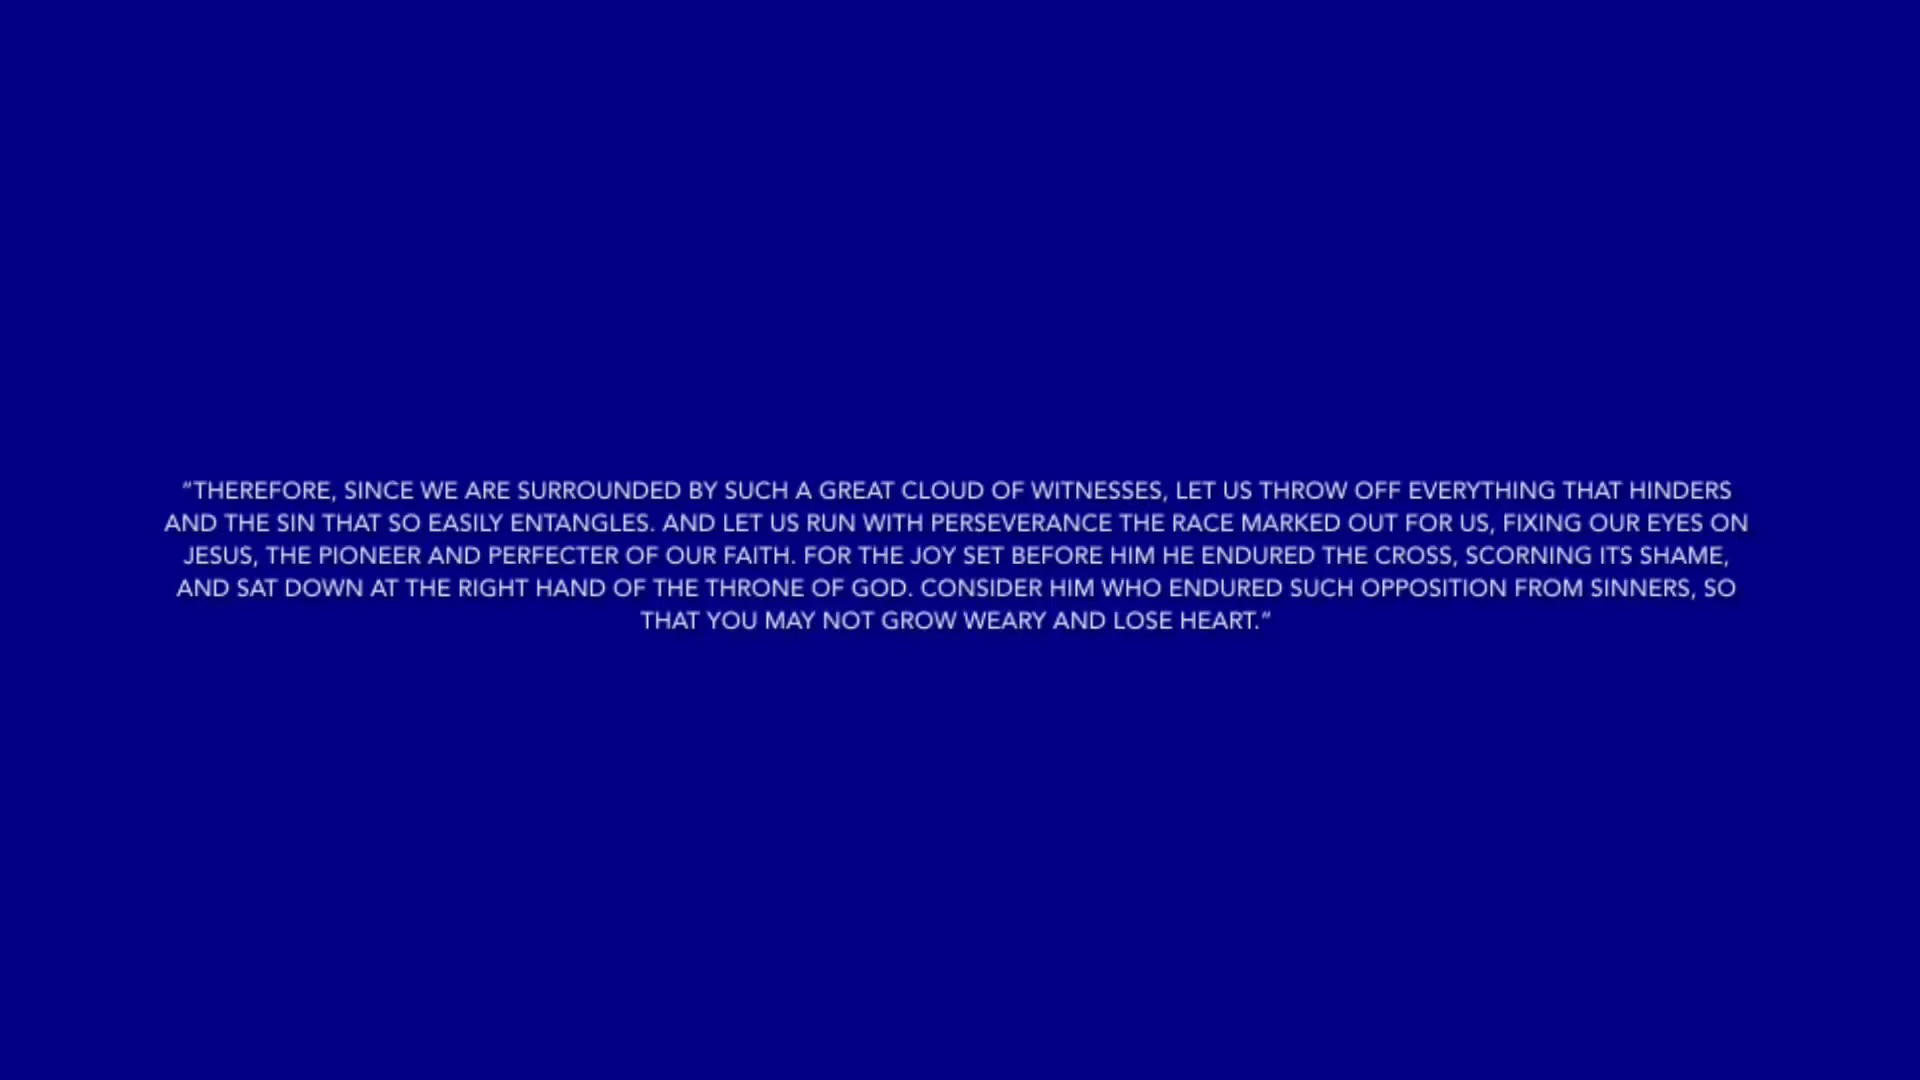 “THEREFORE, SINCE WE ARE SURROUNDED BY SUCH A GREAT CLOUD OF WITNESSES, LET US THROW OFF EVERYTHING THAT HINDERS
AND THE SIN THAT SO EASILY ENTANGLES. AND LET US RUN WITH PERSEVERANCE THE RACE MARKED OUT FOR US, FIXING OUR EYES ON
JESUS, THE PIONEER AND PERFECTER OF OUR FAITH. FOR THE JOY SET BEFORE HIM HE ENDURED THE CROSS, SCORNING ITS SHAME,
AND SAT DOWN AT THE RIGHT HAND OF THE THRONE OF GOD. CONSIDER HIM WHO ENDURED SUCH OPPOSITION FROM SINNERS, SO
THAT YOU MAY NOT GROW WEARY AND LOSE HEART.”